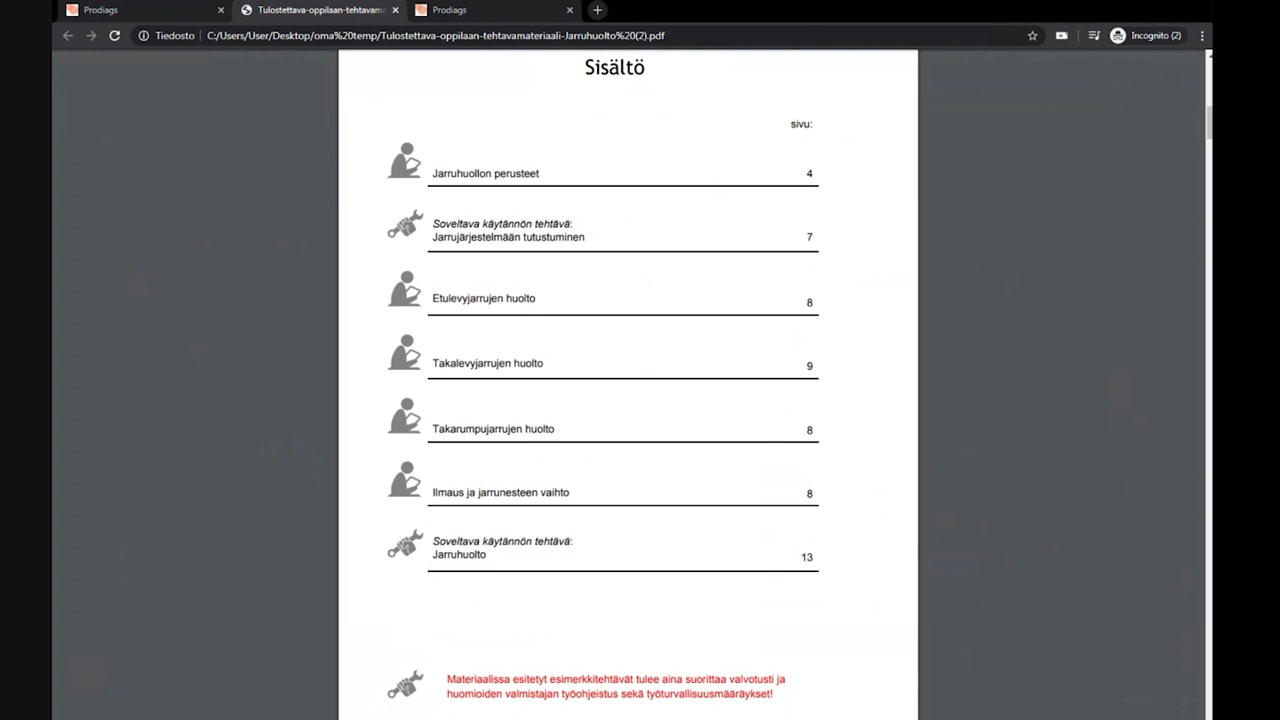 Prodiags
Tulostettava-oppilaan-tehtavama
Prodiags
Tiedosto
C:/Users/User/Desktop/oma%20temp/Tulostettava-oppilaan-tehtavamateriaali-Jarruhuolto%20(2).pdf
Incognito (2)
Sisältö
sivu:
Jarruhuollon perusteet 4
Soveltava käytännön tehtävä:
Jarrujärjestelmään tutustuminen 7
Etulevyjarrujen huolto 8
Takalevyjarrujen huolto 9
Takarumpujarrujen huolto 8
Ilmaus ja jarrunesteen vaihto 8
Soveltava käytännön tehtävä:
Jarruhuolto 13
Materiaalissa esitetyt esimerkkitehtävät tulee aina suorittaa valvotusti ja
huomioiden valmistajan työohjeistus sekä työturvallisuusmääräykset!